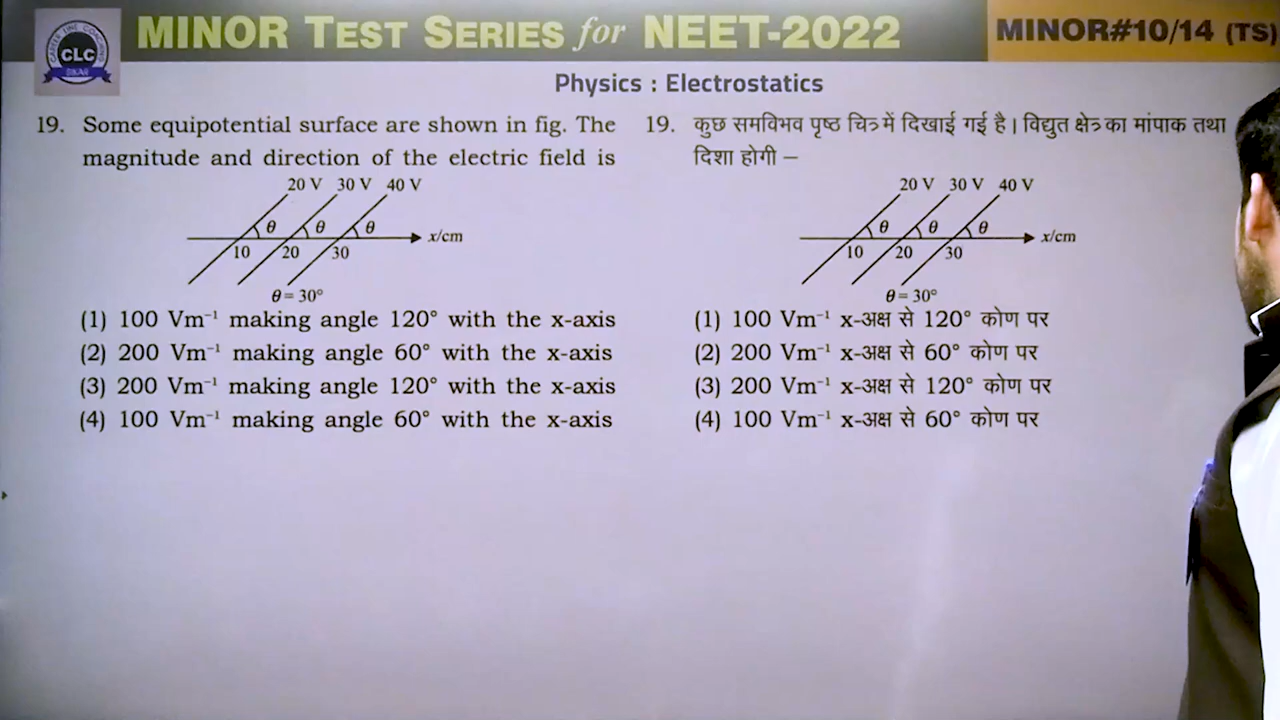 MINOR TEST SERIES for NEET-2022
MINOR#10/14 (TS)
CLC
SIKAR
Physics : Electrostatics
19. Some equipotential surface are shown in fig. The
magnitude and direction of the electric field is
20 V 30 V 40 V
θ θ θ
x/cm
10 20 30
θ = 30°
(1) 100 Vm⁻¹ making angle 120° with the x-axis
(2) 200 Vm⁻¹ making angle 60° with the x-axis
(3) 200 Vm⁻¹ making angle 120° with the x-axis
(4) 100 Vm⁻¹ making angle 60° with the x-axis
19. कुछ समविभव पृष्ठ चित्र में दिखाई गई है। विद्युत क्षेत्र का मांपाक तथा
दिशा होगी –
20 V 30 V 40 V
θ θ θ
x/cm
10 20 30
θ = 30°
(1) 100 Vm⁻¹ x-अक्ष से 120° कोण पर
(2) 200 Vm⁻¹ x-अक्ष से 60° कोण पर
(3) 200 Vm⁻¹ x-अक्ष से 120° कोण पर
(4) 100 Vm⁻¹ x-अक्ष से 60° कोण पर